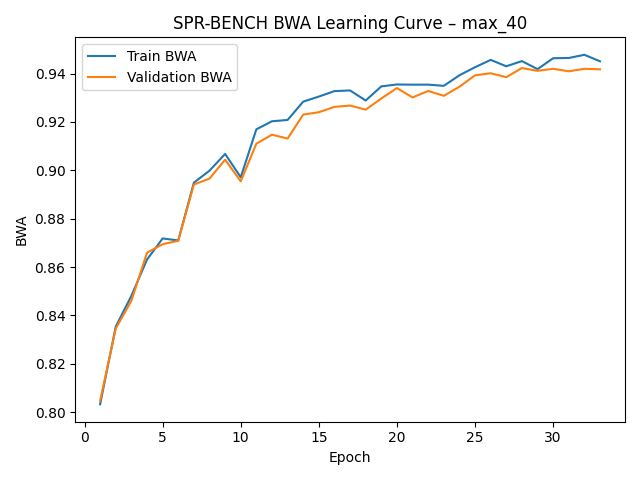 SPR-BENCH BWA Learning Curve – max_40
Train BWA
Validation BWA
BWA
0.94
0.92
0.90
0.88
0.86
0.84
0.82
0.80
0 5 10 15 20 25 30
Epoch